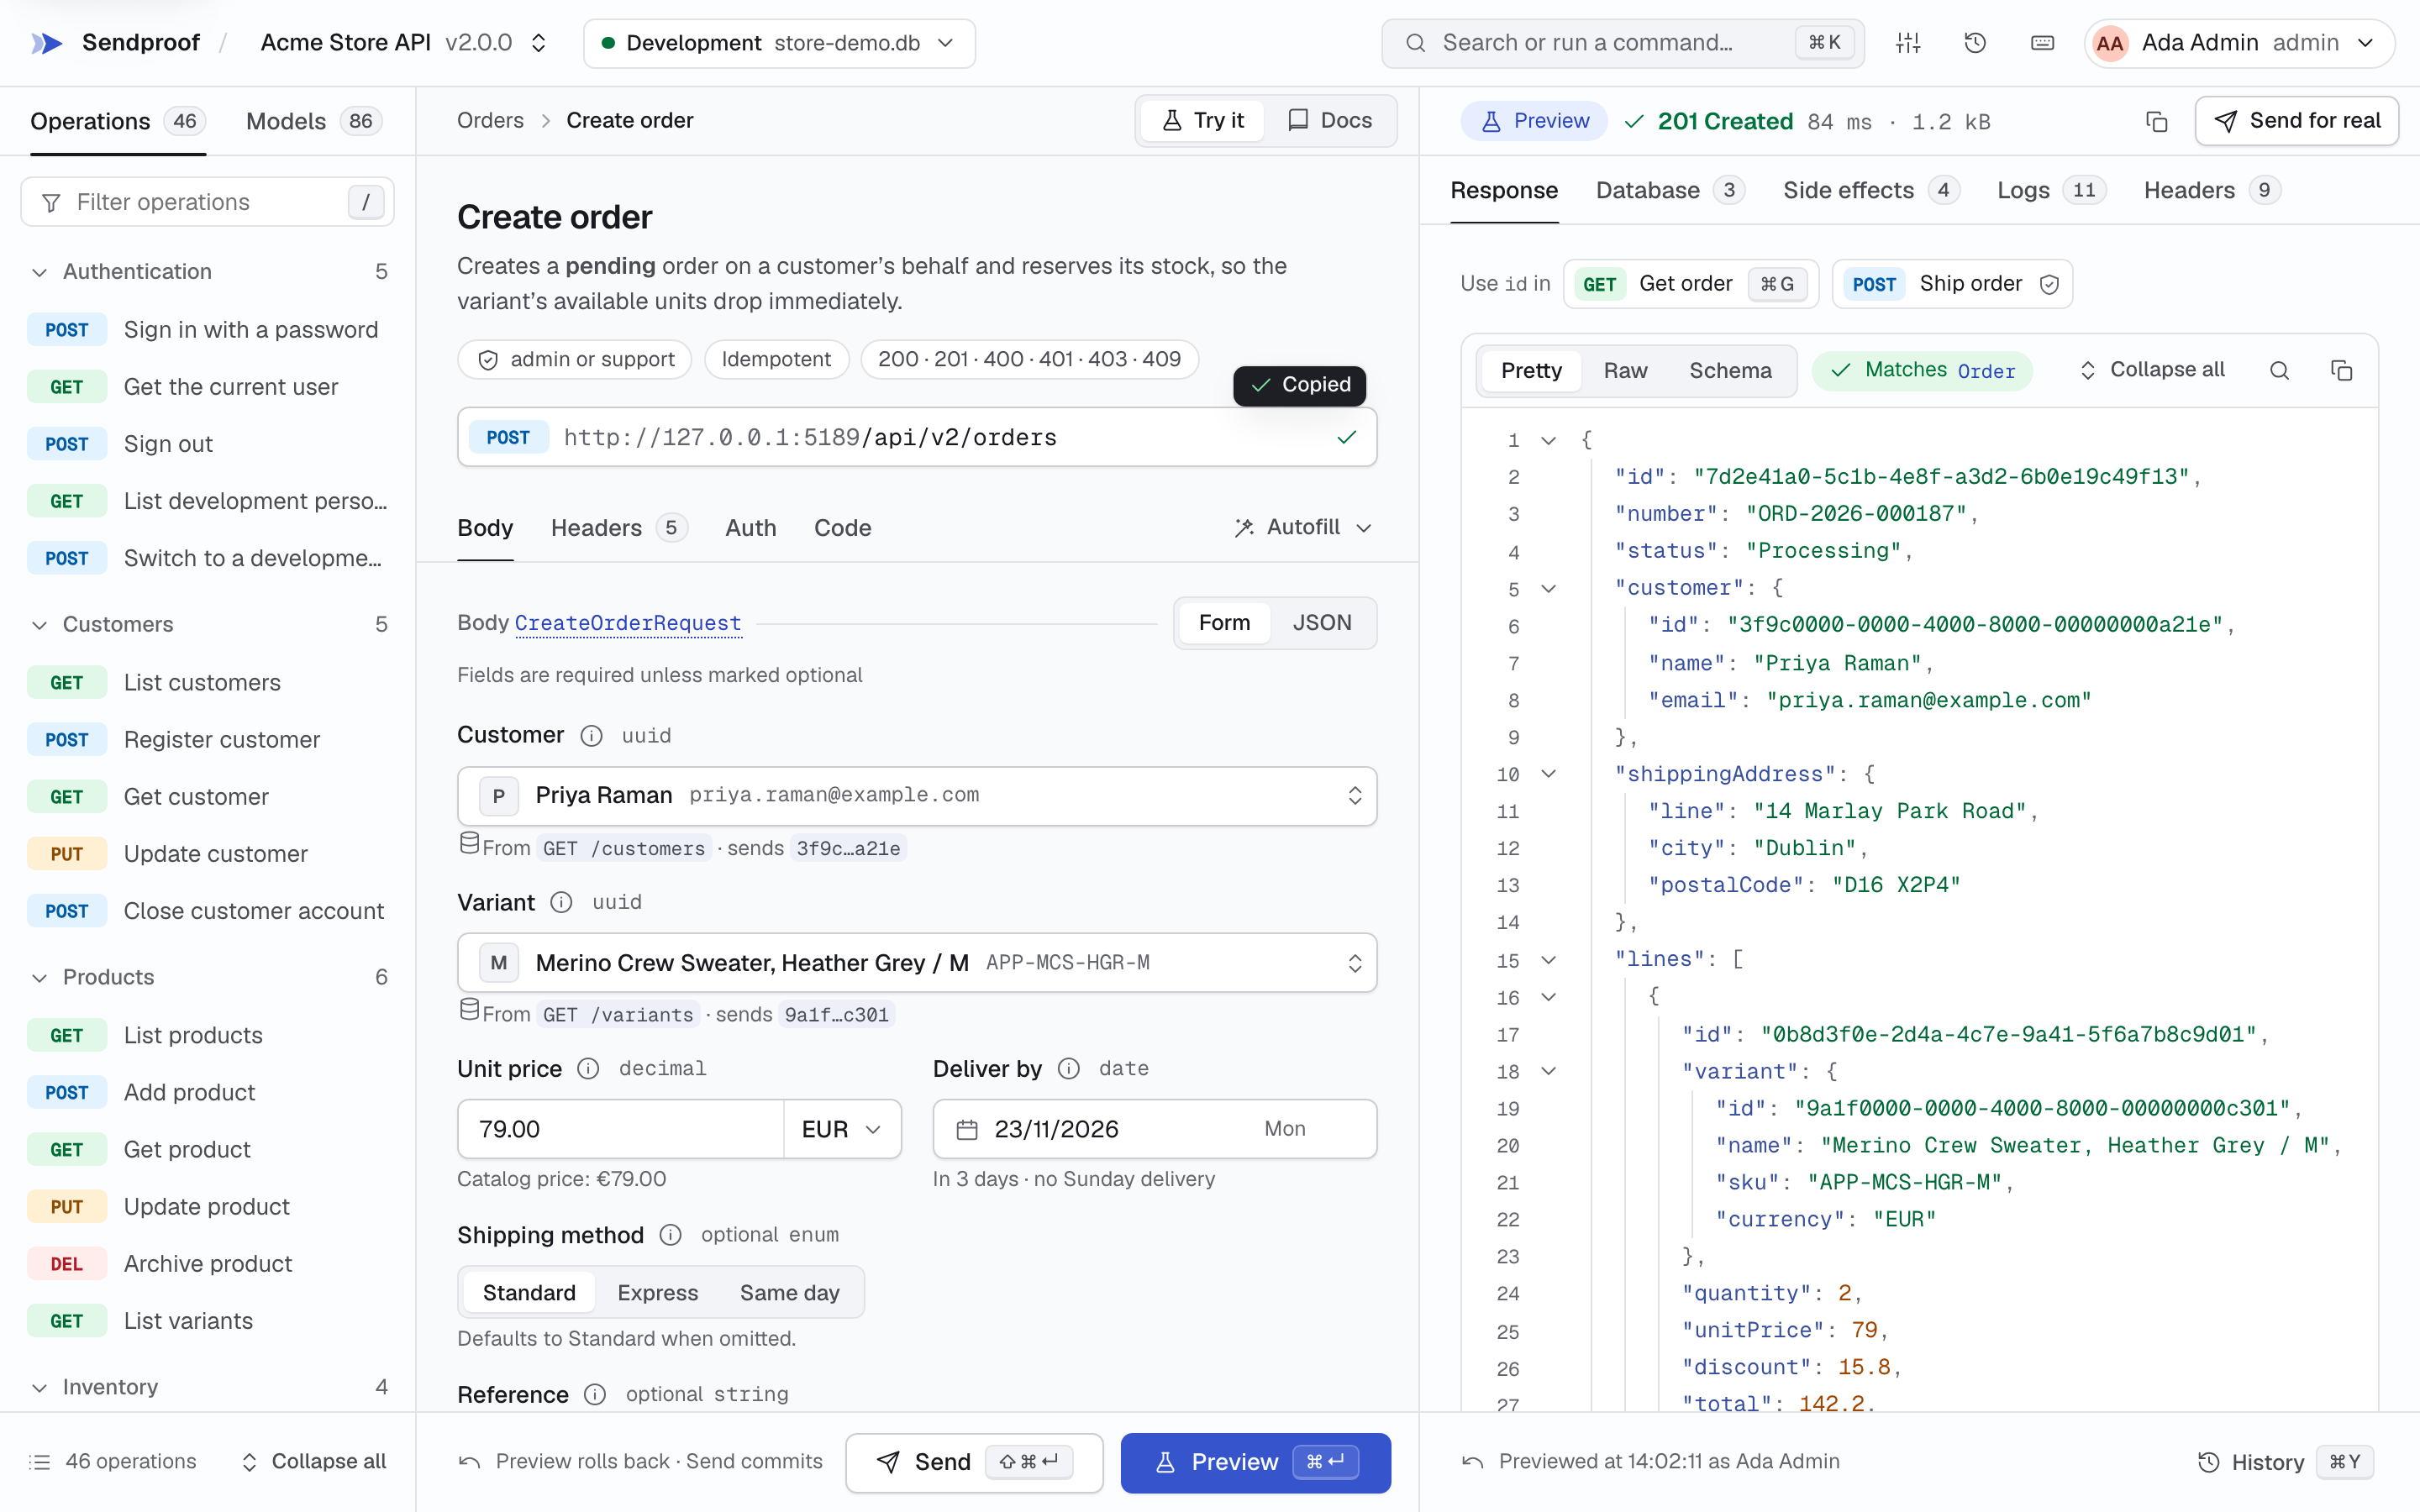 Sendproof / Acme Store API v2.0.0
Development store-demo.db
Search or run a command... ⌘K
AA Ada Admin admin
Operations 46 Models 86
Filter operations /
Authentication 5
POST Sign in with a password
GET Get the current user
POST Sign out
GET List development perso...
POST Switch to a developme...
Customers 5
GET List customers
POST Register customer
GET Get customer
PUT Update customer
POST Close customer account
Products 6
GET List products
POST Add product
GET Get product
PUT Update product
DEL Archive product
GET List variants
Inventory 4
46 operations Collapse all
Orders > Create order
Try it Docs
Create order
Creates a pending order on a customer’s behalf and reserves its stock, so the
variant’s available units drop immediately.
admin or support Idempotent 200 · 201 · 400 · 401 · 403 · 409
Copied
POST http://127.0.0.1:5189/api/v2/orders
Body Headers 5 Auth Code Autofill
Body CreateOrderRequest Form JSON
Fields are required unless marked optional
Customer uuid
P Priya Raman priya.raman@example.com
From GET /customers · sends 3f9c…a21e
Variant uuid
M Merino Crew Sweater, Heather Grey / M APP-MCS-HGR-M
From GET /variants · sends 9a1f…c301
Unit price decimal Deliver by date
79.00 EUR 23/11/2026 Mon
Catalog price: €79.00 In 3 days · no Sunday delivery
Shipping method optional enum
Standard Express Same day
Defaults to Standard when omitted.
Reference optional string
Preview rolls back · Send commits Send ⇧⌘↵ Preview ⌘↵
Preview 201 Created 84 ms · 1.2 kB Send for real
Response Database 3 Side effects 4 Logs 11 Headers 9
Use id in GET Get order ⌘G POST Ship order
Pretty Raw Schema Matches Order Collapse all
1 {
2 "id": "7d2e41a0-5c1b-4e8f-a3d2-6b0e19c49f13",
3 "number": "ORD-2026-000187",
4 "status": "Processing",
5 "customer": {
6 "id": "3f9c0000-0000-4000-8000-00000000a21e",
7 "name": "Priya Raman",
8 "email": "priya.raman@example.com"
9 },
10 "shippingAddress": {
11 "line": "14 Marlay Park Road",
12 "city": "Dublin",
13 "postalCode": "D16 X2P4"
14 },
15 "lines": [
16 {
17 "id": "0b8d3f0e-2d4a-4c7e-9a41-5f6a7b8c9d01",
18 "variant": {
19 "id": "9a1f0000-0000-4000-8000-00000000c301",
20 "name": "Merino Crew Sweater, Heather Grey / M",
21 "sku": "APP-MCS-HGR-M",
22 "currency": "EUR"
23 },
24 "quantity": 2,
25 "unitPrice": 79,
26 "discount": 15.8,
27 "total": 142.2,
Previewed at 14:02:11 as Ada Admin History ⌘Y